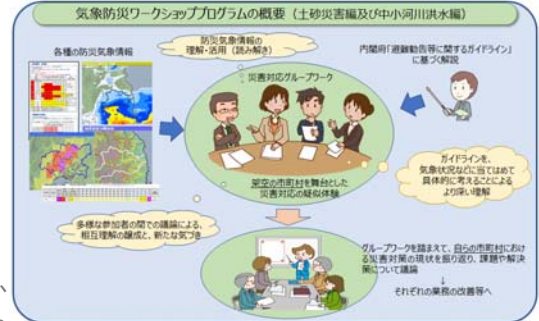 気象防災ワークショッププログラムの概要（土砂災害編及び中小河川洪水編）
各種の防災気象情報
防災気象情報の
理解・活用（読み解き）
内閣府「避難勧告等に関するガイドライン」
に基づく解説
災害対応グループワーク
架空の市町村を舞台とした
災害対応の疑似体験
ガイドラインを、
気象状況などに当てはめて
具体的に考えることによる
より深い理解
多様な参加者の間での議論による、
相互理解の醸成と、新たな気づき
グループワークを踏まえて、自らの市町村におけ
る災害対策の現状を振り返り、課題や解決
策について議論
↓
それぞれの業務の改善等へ